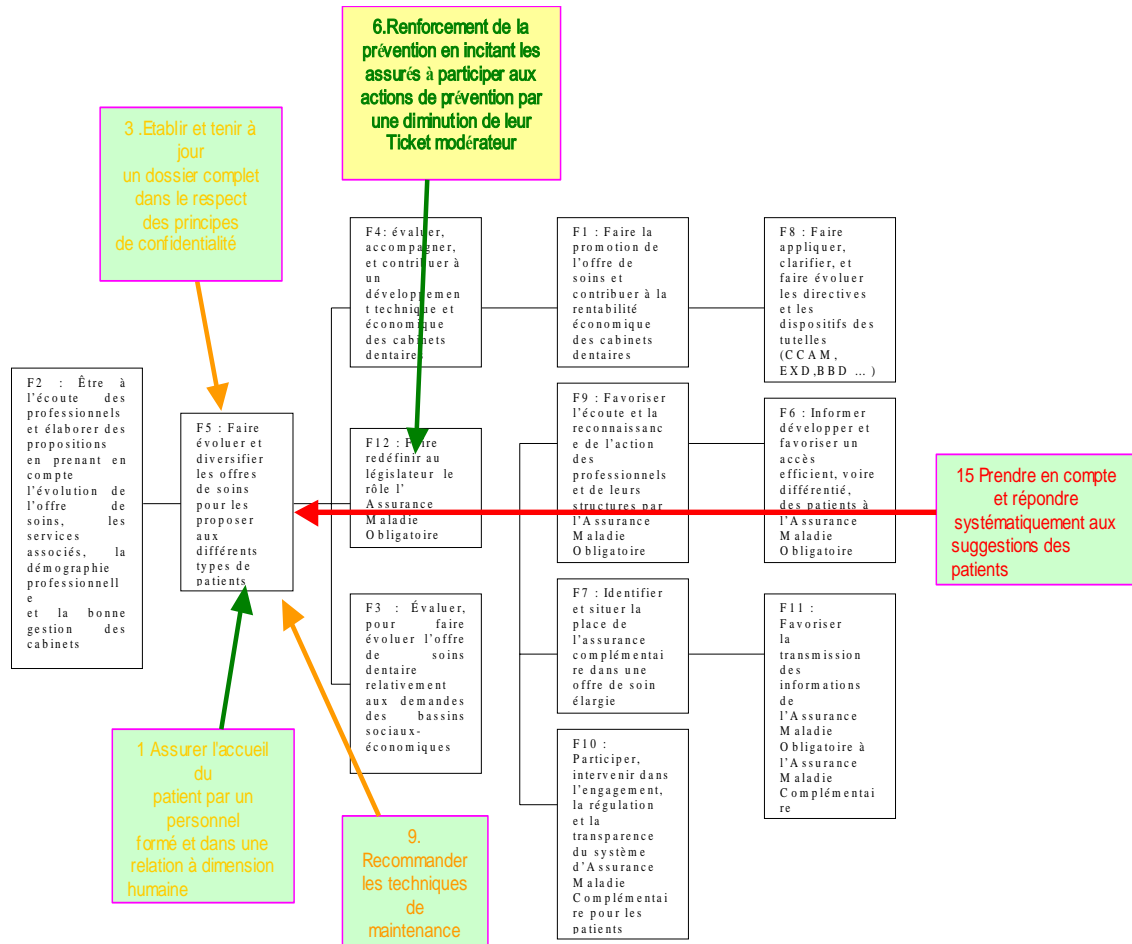 6.Renforcement de la
prévention en incitant les
assurés à participer aux
actions de prévention par
une diminution de leur
Ticket modérateur
3 .Etablir et tenir à
jour
un dossier complet
dans le respect
des principes
de confidentialité
F4: évaluer,
accompagner,
et contribuer à
un
développemen
t technique et
économique
des cabinets
dentaires
F1 : Faire la
promotion de
l'offre de
soins et
contribuer à la
rentabilité
économique
des cabinets
dentaires
F8 : Faire
appliquer,
clarifier, et
faire évoluer
les directives
et les
dispositifs des
tutelles
(CCAM,
EXD,BBD ...)
F2 : Être à
l'écoute des
professionnels
et élaborer des
propositions
en prenant en
compte
l'évolution de
l'offre de
soins, les
services
associés, la
démographie
professionnell
e
et la bonne
gestion des
cabinets
F5 : Faire
évoluer et
diversifier
les offres
de soins
pour les
proposer
aux
différents
types de
patients
F12 : Faire
redéfinir au
législateur le
rôle l'
Assurance
Maladie
Obligatoire
F9 : Favoriser
l'écoute et la
reconnaissanc
e de l'action
des
professionnels
et de leurs
structures par
l'Assurance
Maladie
Obligatoire
F6 : Informer
développer et
favoriser un
accès
efficient, voire
différentié,
des patients à
l'Assurance
Maladie
Obligatoire
15 Prendre en compte
et répondre
systématiquement aux
suggestions des
patients
F3 : Évaluer,
pour faire
évoluer l'offre
de soins
dentaire
relativement
aux demandes
des bassins
sociaux-
économiques
F7 : Identifier
et situer la
place de
l'assurance
complémentai
re dans une
offre de soin
élargie
F11 :
Favoriser
la
transmission
des
informations
de
l'Assurance
Maladie
Obligatoire à
l'Assurance
Maladie
Complémentai
re
1 Assurer l'accueil
du
patient par un
personnel
formé et dans une
relation à dimension
humaine
F10 :
Participer,
intervenir dans
l'engagement,
la régulation
et la
transparence
du système
d'Assurance
Maladie
Complémentai
re pour les
patients
9.
Recommander
les techniques
de
maintenance